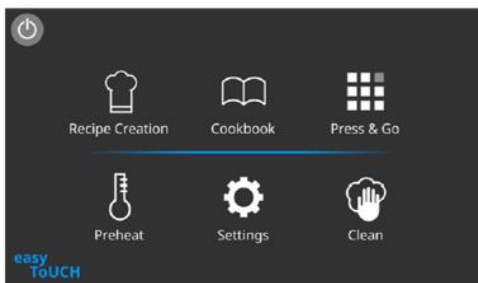 Recipe Creation
Cookbook
Press & Go
Preheat
Settings
Clean
easy
ToUCH